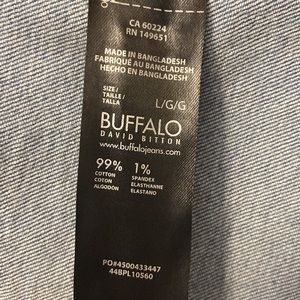 CA 60224
RN 149651
MADE IN BANGLADESH
FABRIQUÉ AU BANGLADESH
HECHO EN BANGLADESH
SIZE /
TAILLE /
TALLA
L/G/G
BUFFALO
DAVID BITTON
www.buffalojeans.com
99% 1%
COTTON SPANDEX
COTON ELASTHANNE
ALGODÓN ELASTANO
PO#4500433447
44BPL10560